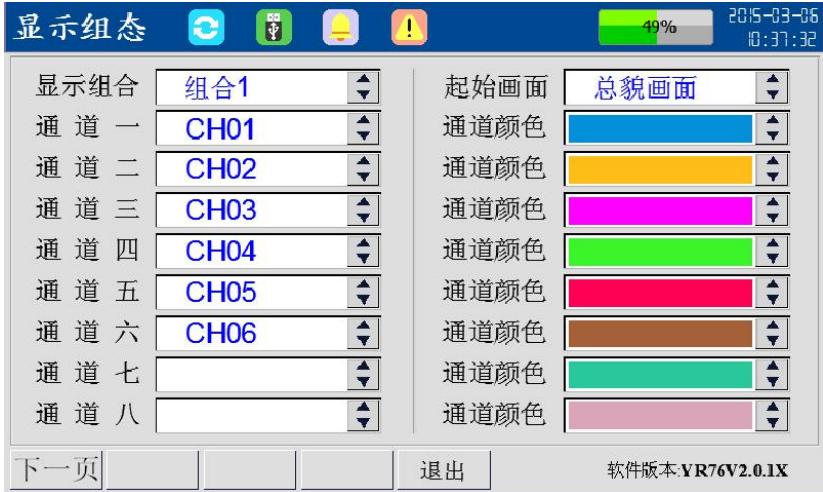 显示组态 49% 2015-03-06
10:37:32
显示组合 组合1 起始画面 总貌画面
通道一 CH01 通道颜色
通道二 CH02 通道颜色
通道三 CH03 通道颜色
通道四 CH04 通道颜色
通道五 CH05 通道颜色
通道六 CH06 通道颜色
通道七 通道颜色
通道八 通道颜色
下一页 退出 软件版本:YR76V2.0.1X